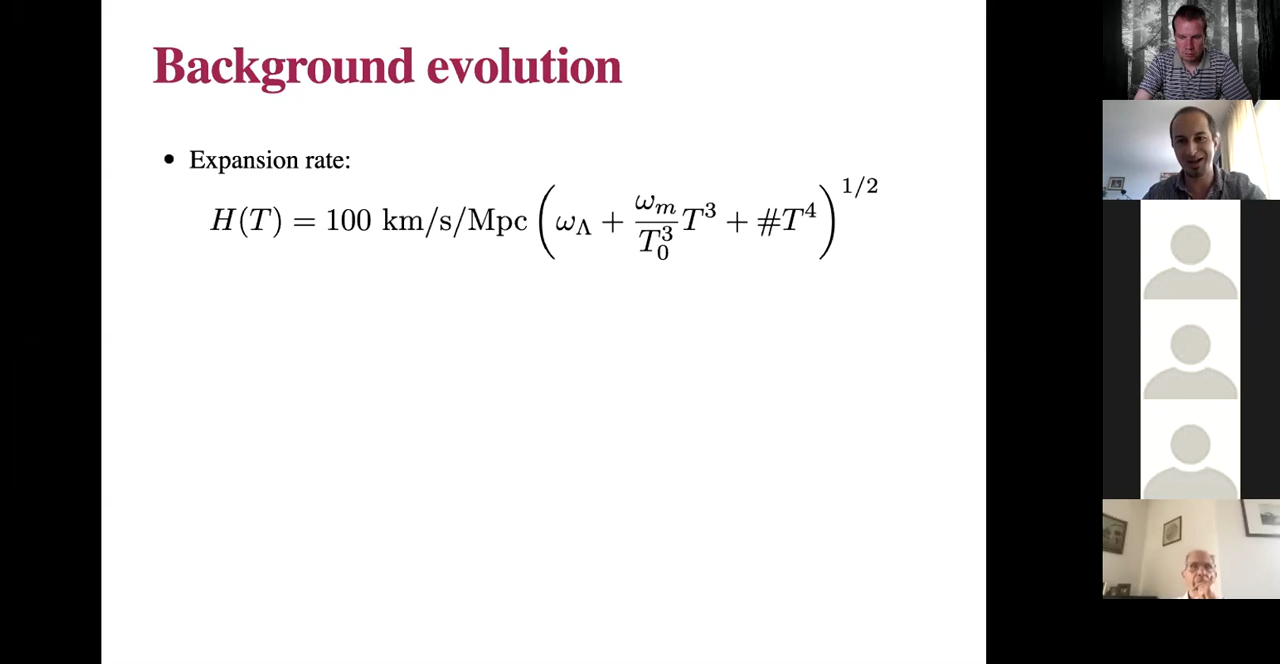 Background evolution
• Expansion rate:
H(T) = 100 km/s/Mpc (ω_Λ + ω_m/T_0^3 T^3 + #T^4)^1/2